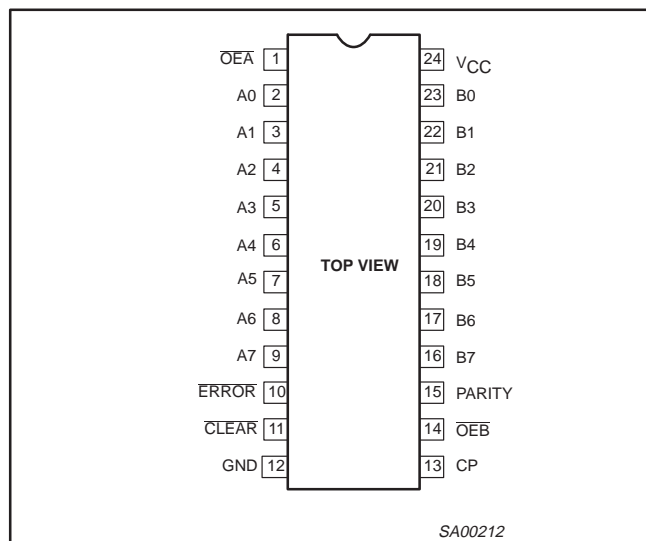 OEA 1 24 VCC
A0 2 23 B0
A1 3 22 B1
A2 4 21 B2
A3 5 20 B3
A4 6 19 B4
TOP VIEW
A5 7 18 B5
A6 8 17 B6
A7 9 16 B7
ERROR 10 15 PARITY
CLEAR 11 14 OEB
GND 12 13 CP
SA00212